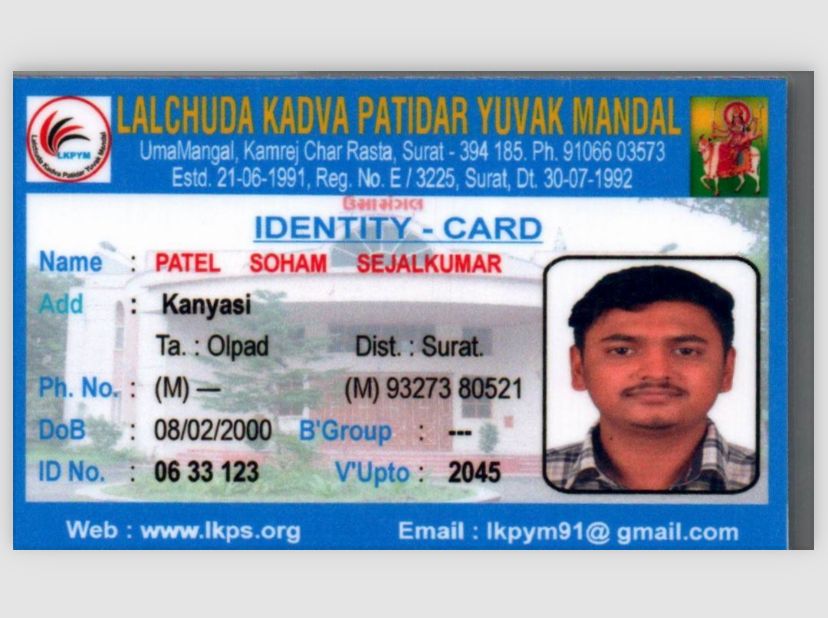 LALCHUDA KADVA PATIDAR YUVAK MANDAL
UmaMangal, Kamrej Char Rasta, Surat - 394 185. Ph. 91066 03573
Estd. 21-06-1991, Reg. No. E / 3225, Surat, Dt. 30-07-1992
LKPYM
Lalchuda Kadva Patidar Yuvak Mandal
ઉમામંગલ
IDENTITY - CARD
Name : PATEL SOHAM SEJALKUMAR
Add : Kanyasi
Ta. : Olpad Dist. : Surat.
Ph. No. : (M) — (M) 93273 80521
DoB : 08/02/2000 B'Group : ---
ID No. : 06 33 123 V'Upto : 2045
Web : www.lkps.org Email : lkpym91@ gmail.com